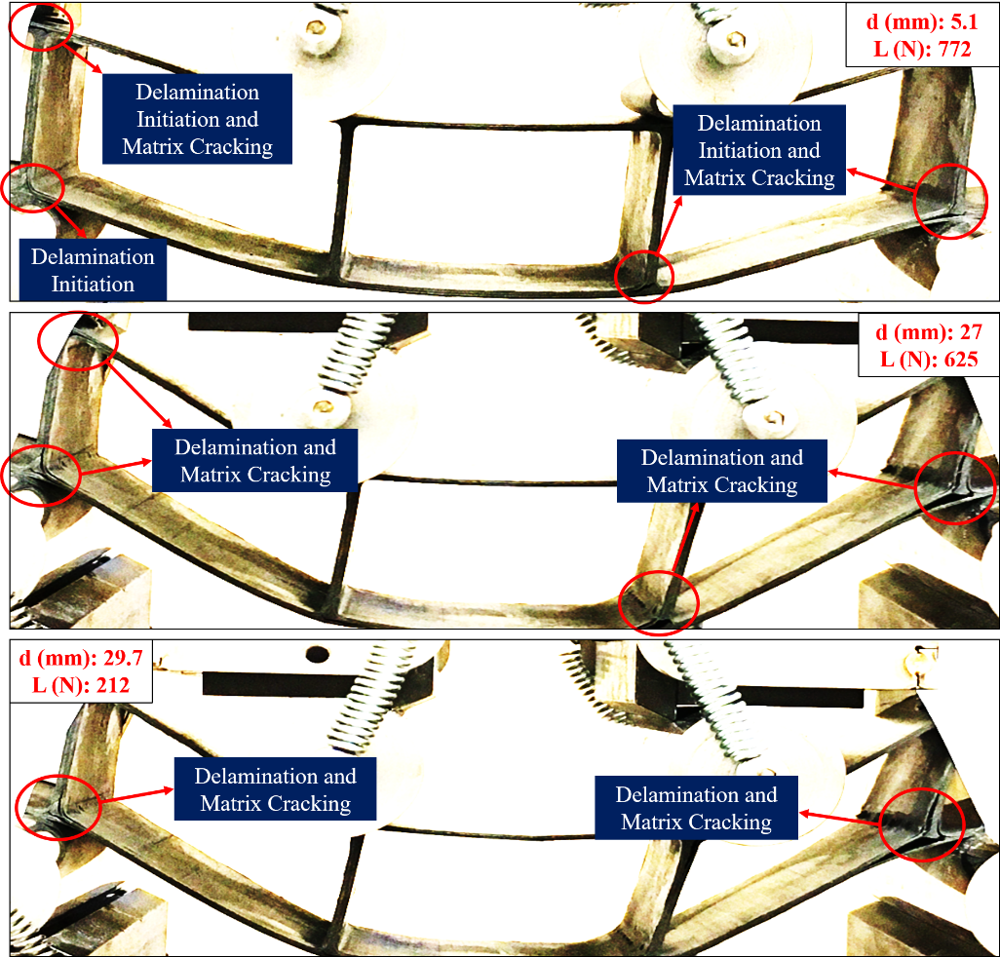 d (mm): 5.1
L (N): 772
Delamination
Initiation and
Matrix Cracking
Delamination
Initiation and
Matrix Cracking
Delamination
Initiation
d (mm): 27
L (N): 625
Delamination and
Matrix Cracking
Delamination and
Matrix Cracking
d (mm): 29.7
L (N): 212
Delamination and
Matrix Cracking
Delamination and
Matrix Cracking